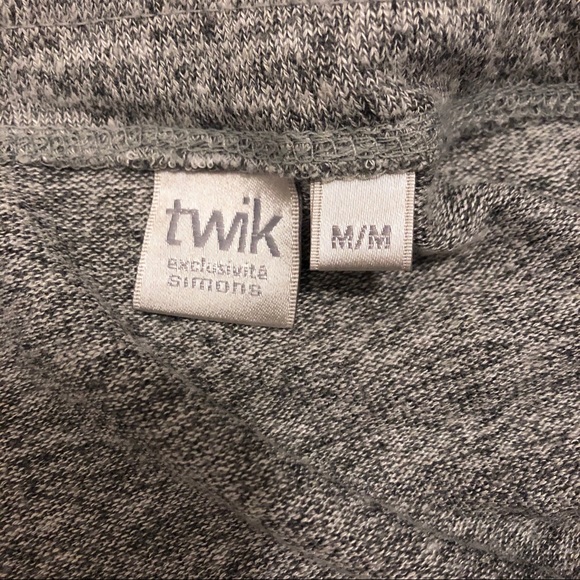 twik
exclusivité
simons
M/M